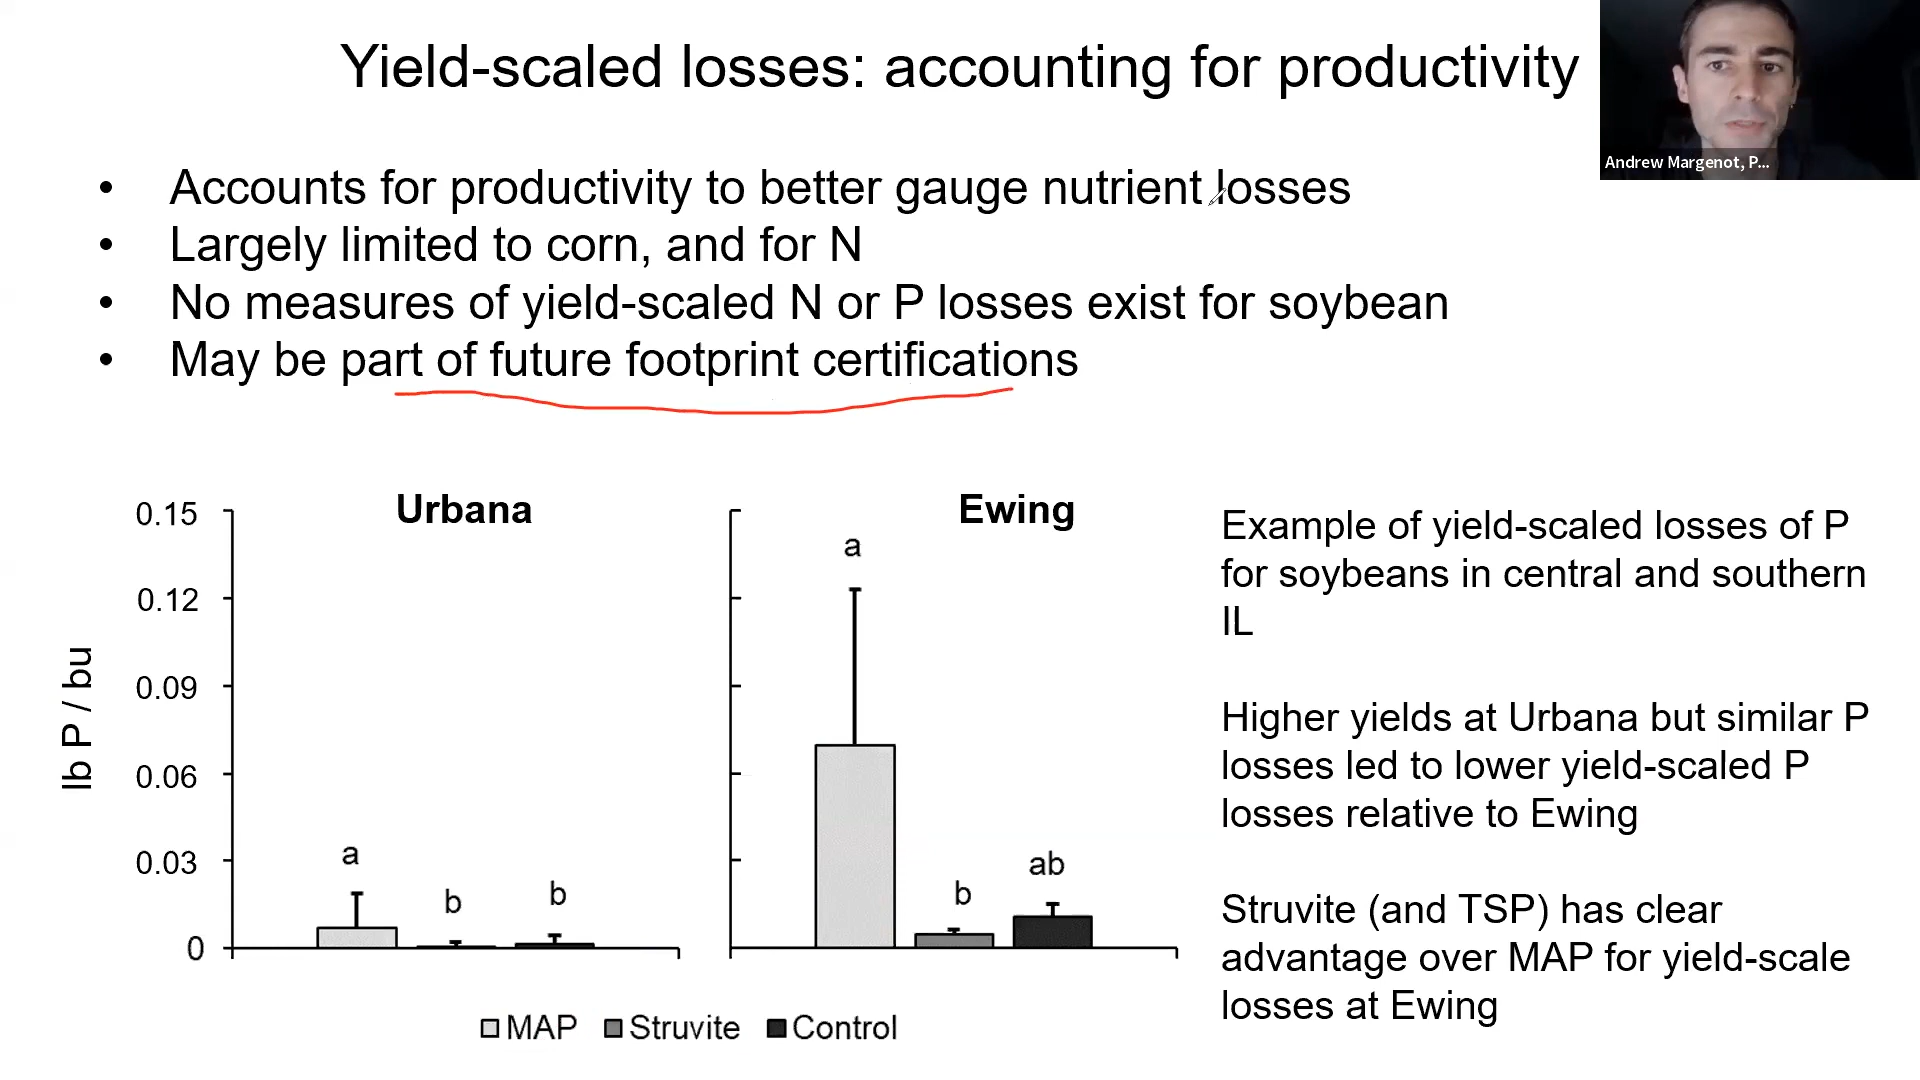 Yield-scaled losses: accounting for productivity
Andrew Margenot, P...
• Accounts for productivity to better gauge nutrient losses
• Largely limited to corn, and for N
• No measures of yield-scaled N or P losses exist for soybean
• May be part of future footprint certifications
lb P / bu
0.15
0.12
0.09
0.06
0.03
0
Urbana
a
b
b
Ewing
a
b
ab
MAP Struvite Control
Example of yield-scaled losses of P
for soybeans in central and southern
IL
Higher yields at Urbana but similar P
losses led to lower yield-scaled P
losses relative to Ewing
Struvite (and TSP) has clear
advantage over MAP for yield-scale
losses at Ewing